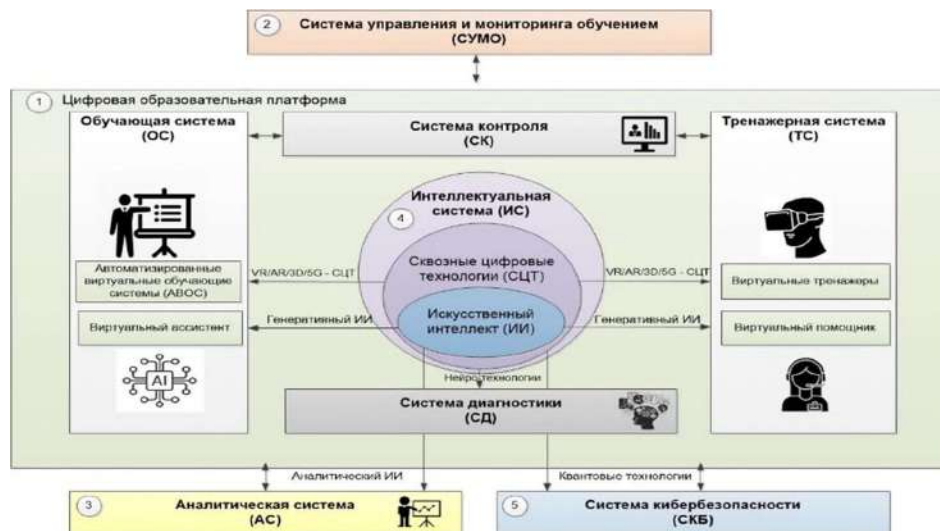 2
Система управления и мониторинга обучением
(СУМО)
1
Цифровая образовательная платформа
Обучающая система
(ОС)
Система контроля
(СК)
Тренажерная система
(ТС)
Интеллектуальная
система (ИС)
4
Сквозные цифровые
технологии (СЦТ)
VR/AR/3D/5G - СЦТ
VR/AR/3D/5G - СЦТ
Автоматизированные
виртуальные обучающие
системы (АВОС)
Виртуальные тренажеры
Искусственный
интеллект (ИИ)
Генеративный ИИ
Генеративный ИИ
Виртуальный ассистент
Виртуальный помощник
AI
Нейро технологии
Система диагностики
(СД)
Аналитический ИИ
Квантовые технологии
3
Аналитическая система
(АС)
5
Система кибербезопасности
(СКБ)